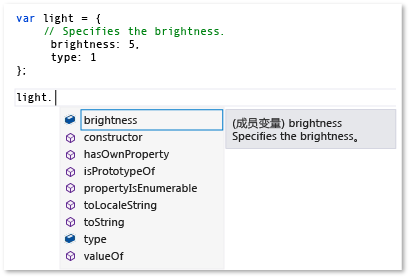 var light = {
// Specifies the brightness.
brightness: 5,
type: 1
};
light.
brightness
constructor
hasOwnProperty
isPrototypeOf
propertyIsEnumerable
toLocaleString
toString
type
valueOf
(成员变量) brightness
Specifies the brightness。